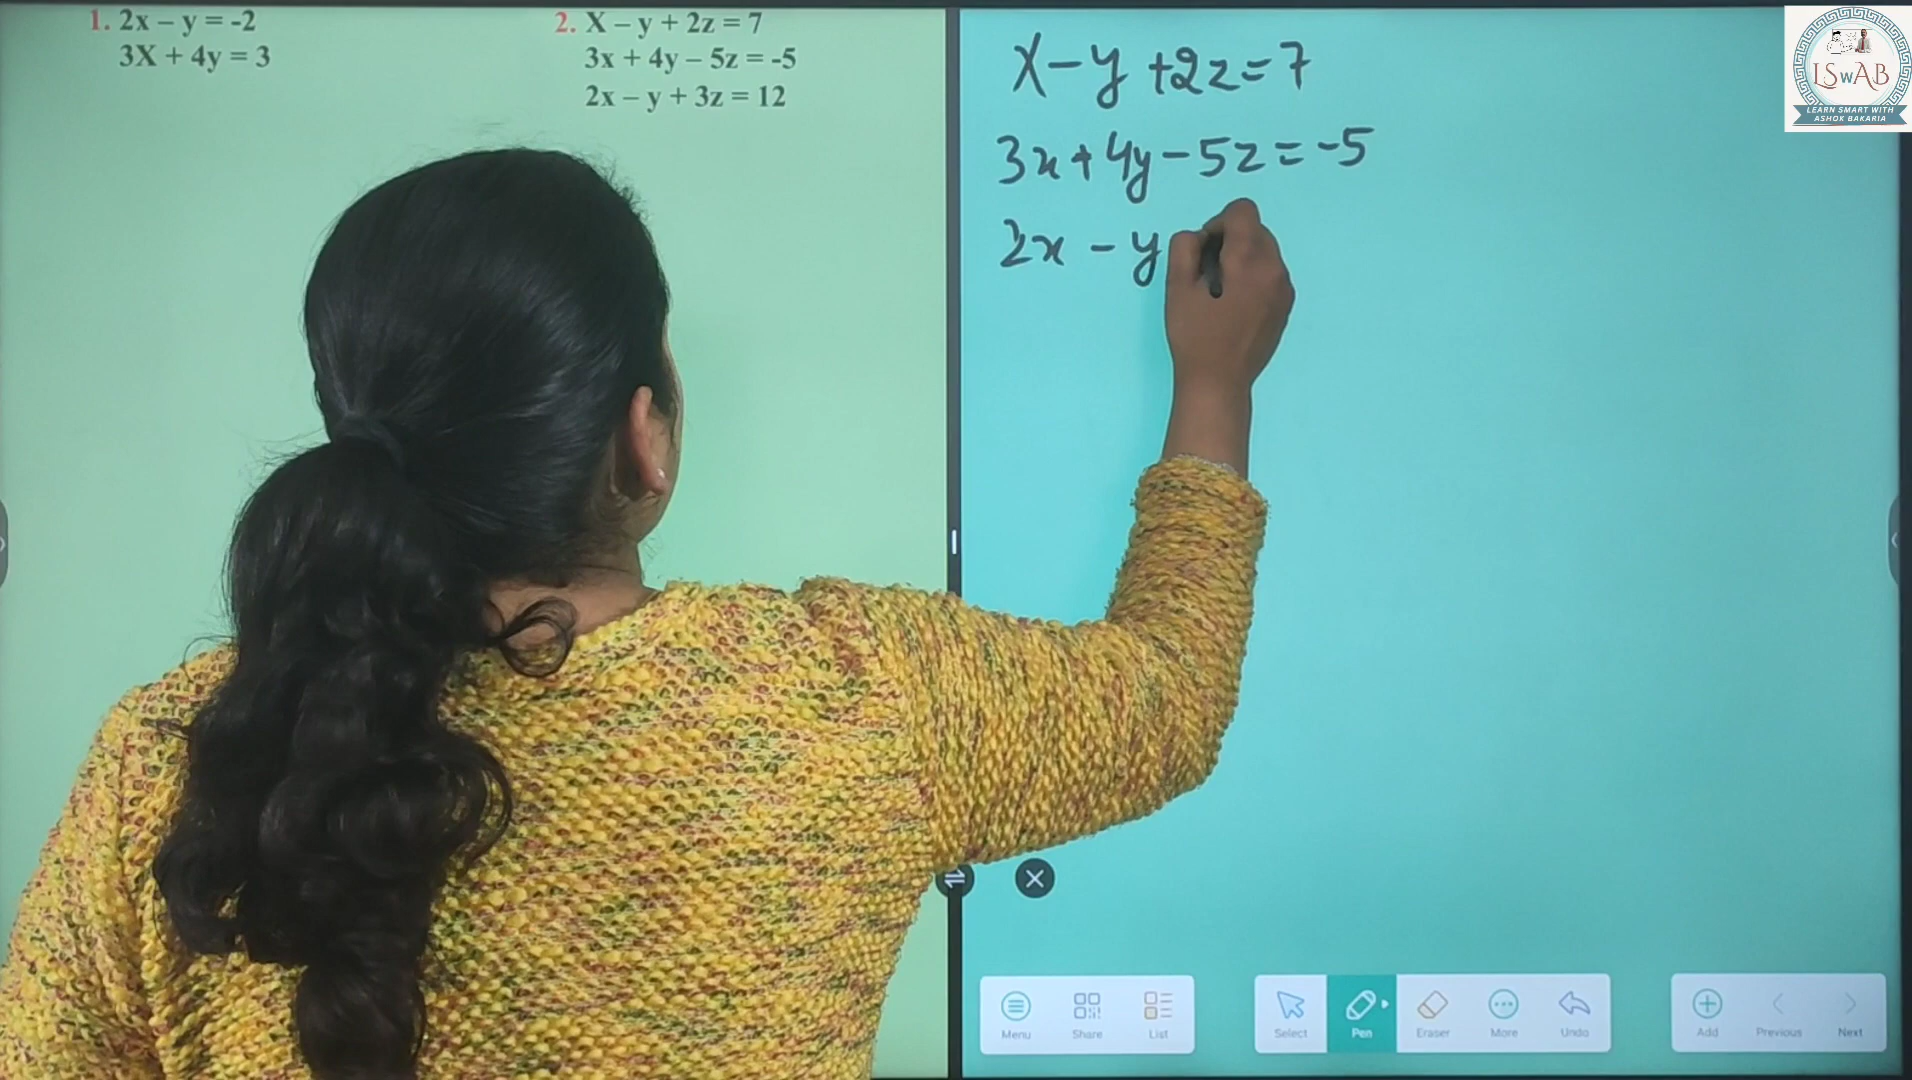 1. 2x – y = -2
3X + 4y = 3
2. X – y + 2z = 7
3x + 4y – 5z = -5
2x – y + 3z = 12
x - y + 2z = 7
3x + 4y - 5z = -5
2x - y
LSwAB
LEARN SMART WITH
ASHOK BAKARIA
Menu
Share
List
Select
Pen
Eraser
More
Undo
Add
Previous
Next